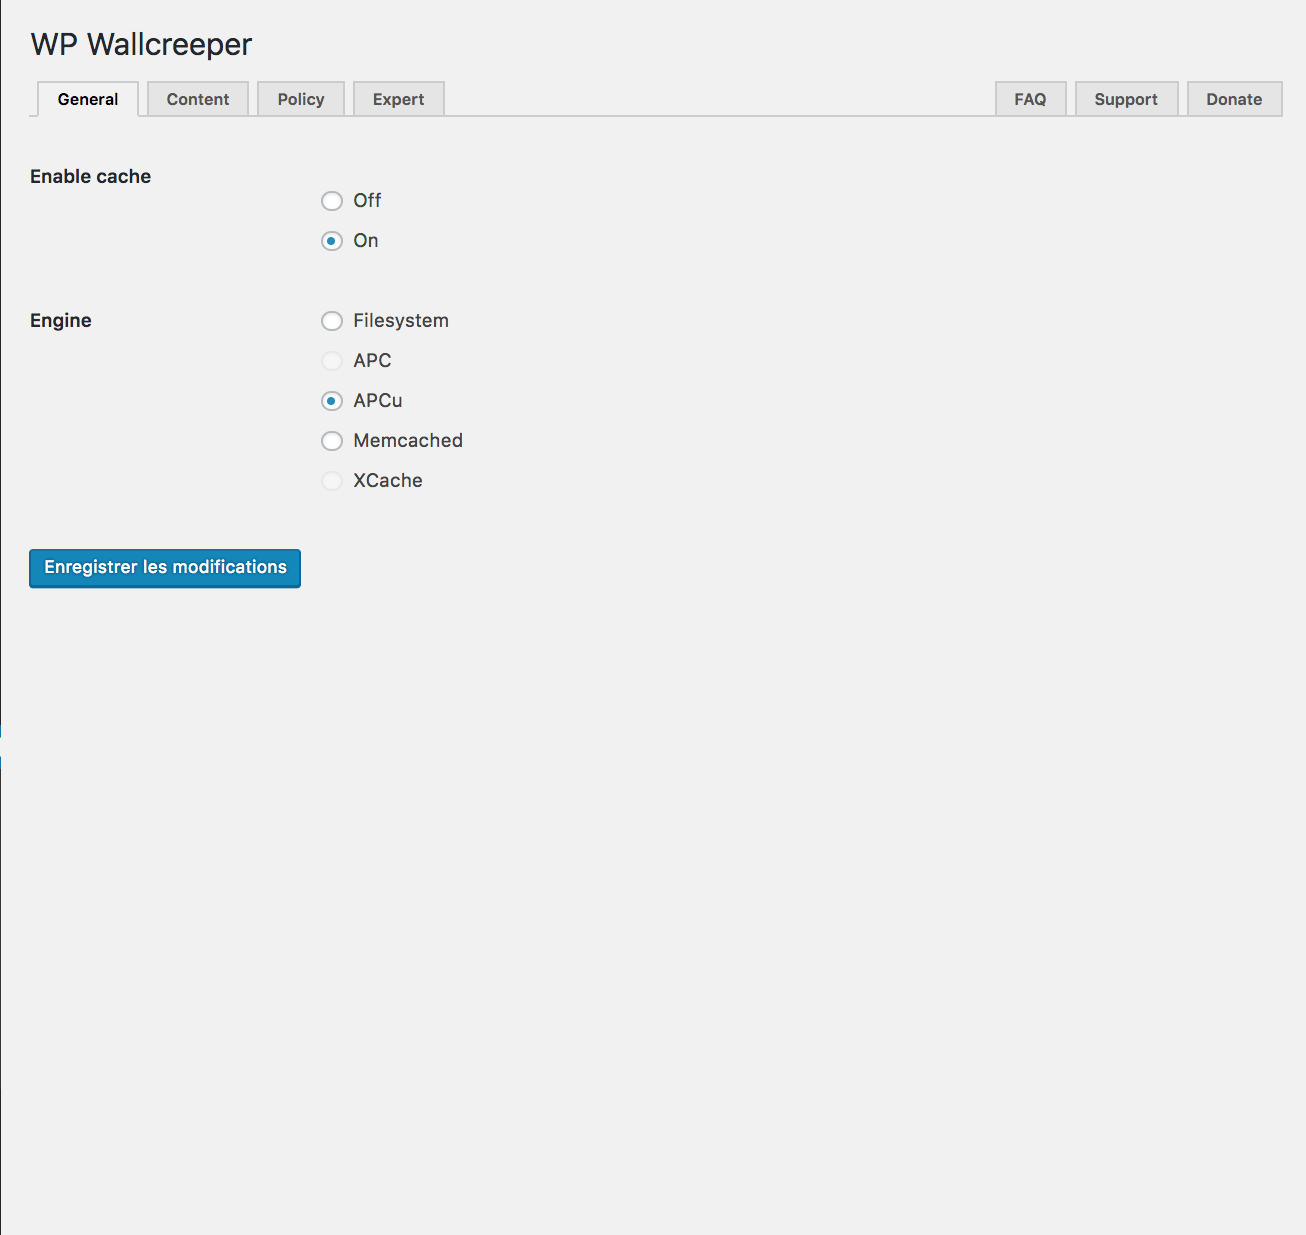 WP Wallcreeper
General Content Policy Expert FAQ Support Donate
Enable cache
Off
On
Engine
Filesystem
APC
APCu
Memcached
XCache
Enregistrer les modifications